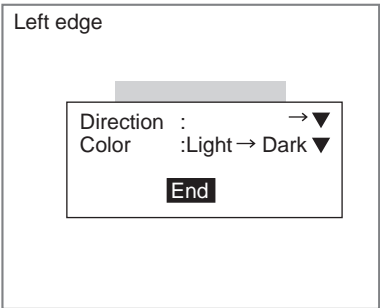 Left edge
Direction : → ▼
Color :Light → Dark ▼
End